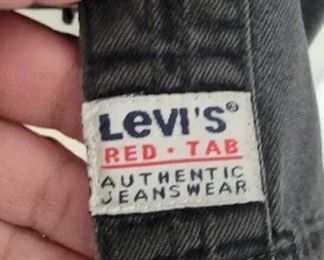 LeVI'S®
RED · TAB
AUTHENTIC
JEANSWEAR